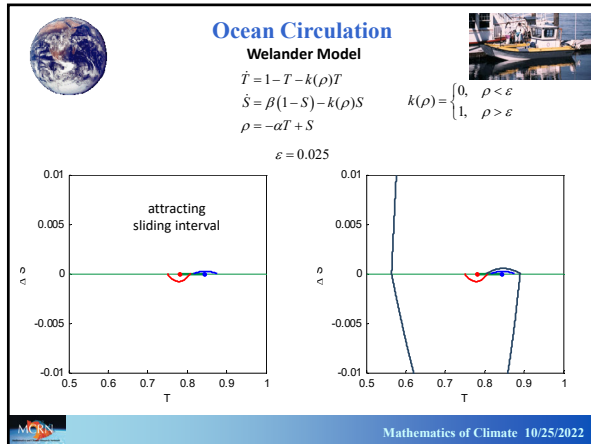 Ocean Circulation
Welander Model
Ṫ = 1 − T − k(ρ)T
Ṡ = β(1 − S) − k(ρ)S
ρ = −αT + S
k(ρ) = {0, ρ < ε
1, ρ > ε
ε = 0.025
0.01
0.005
0
-0.005
-0.01
Δ S
attracting
sliding interval
0.5 0.6 0.7 0.8 0.9 1
T
0.01
0.005
0
-0.005
-0.01
Δ S
0.5 0.6 0.7 0.8 0.9 1
T
MCRN
Mathematics of Climate 10/25/2022